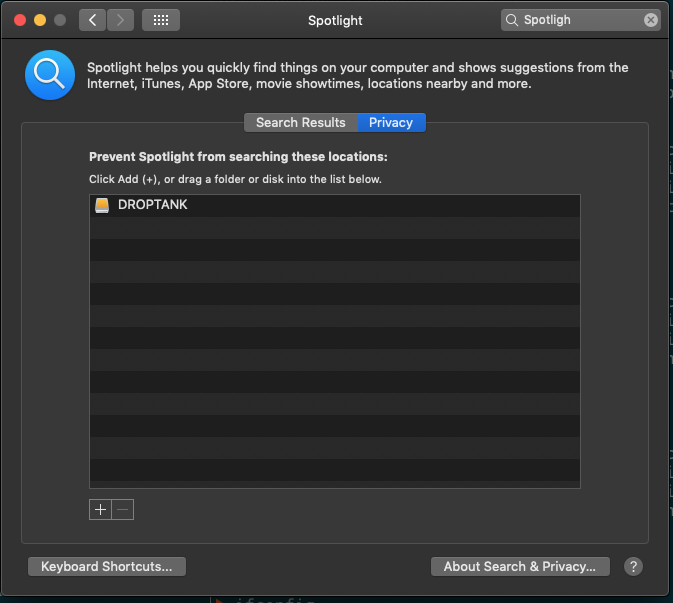 Spotlight
Spotligh
Spotlight helps you quickly find things on your computer and shows suggestions from the
Internet, iTunes, App Store, movie showtimes, locations nearby and more.
Search Results
Privacy
Prevent Spotlight from searching these locations:
Click Add (+), or drag a folder or disk into the list below.
DROPTANK
+
−
Keyboard Shortcuts...
About Search & Privacy...
?